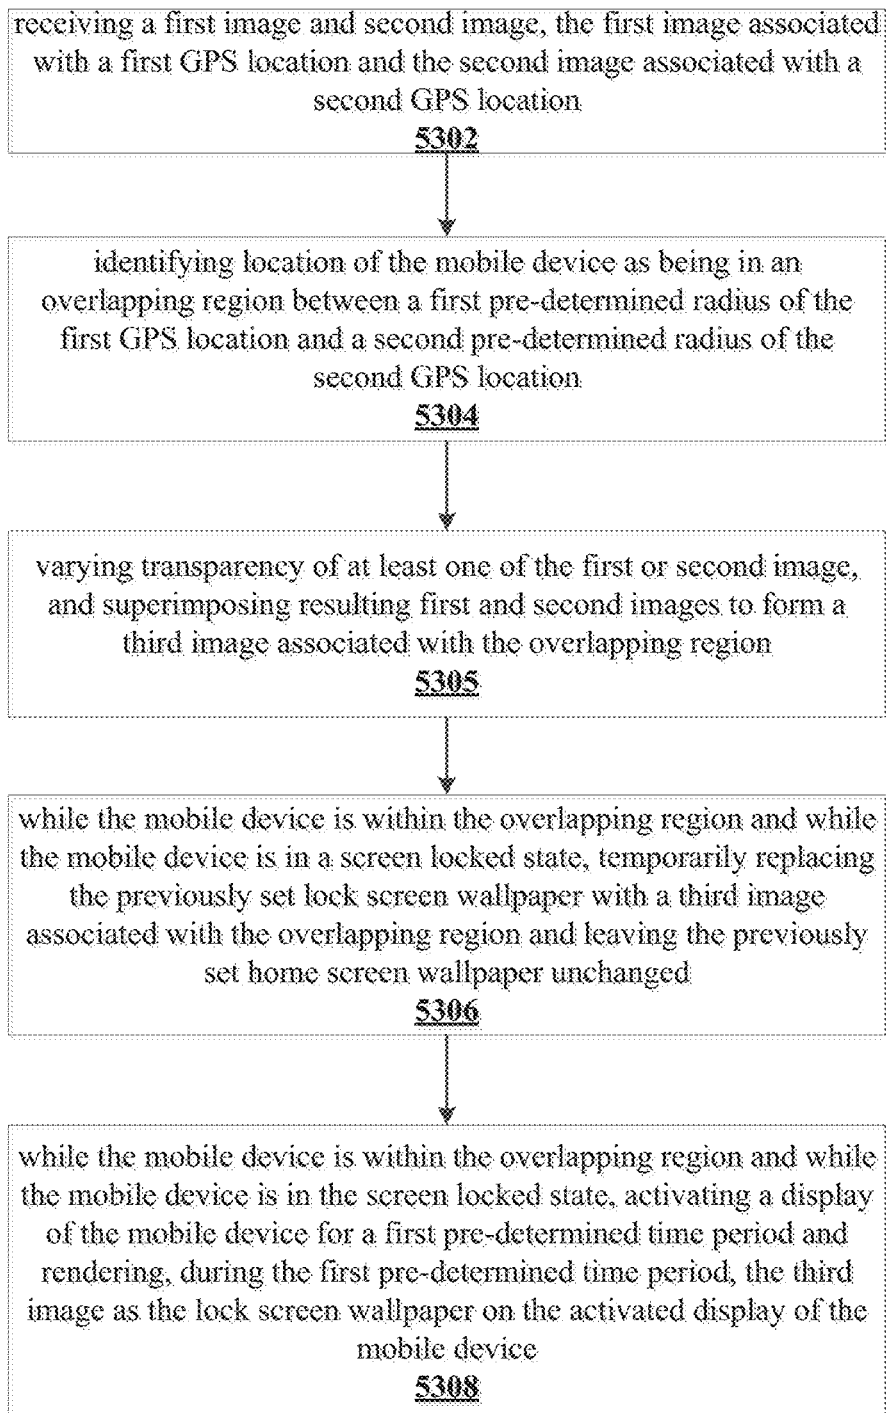 receiving a first image and second image, the first image associated
with a first GPS location and the second image associated with a
second GPS location
5302
identifying location of the mobile device as being in an
overlapping region between a first pre-determined radius of the
first GPS location and a second pre-determined radius of the
second GPS location
5304
varying transparency of at least one of the first or second image,
and superimposing resulting first and second images to form a
third image associated with the overlapping region
5305
while the mobile device is within the overlapping region and while
the mobile device is in a screen locked state, temporarily replacing
the previously set lock screen wallpaper with a third image
associated with the overlapping region and leaving the previously
set home screen wallpaper unchanged
5306
while the mobile device is within the overlapping region and while
the mobile device is in the screen locked state, activating a display
of the mobile device for a first pre-determined time period and
rendering, during the first pre-determined time period, the third
image as the lock screen wallpaper on the activated display of the
mobile device
5308